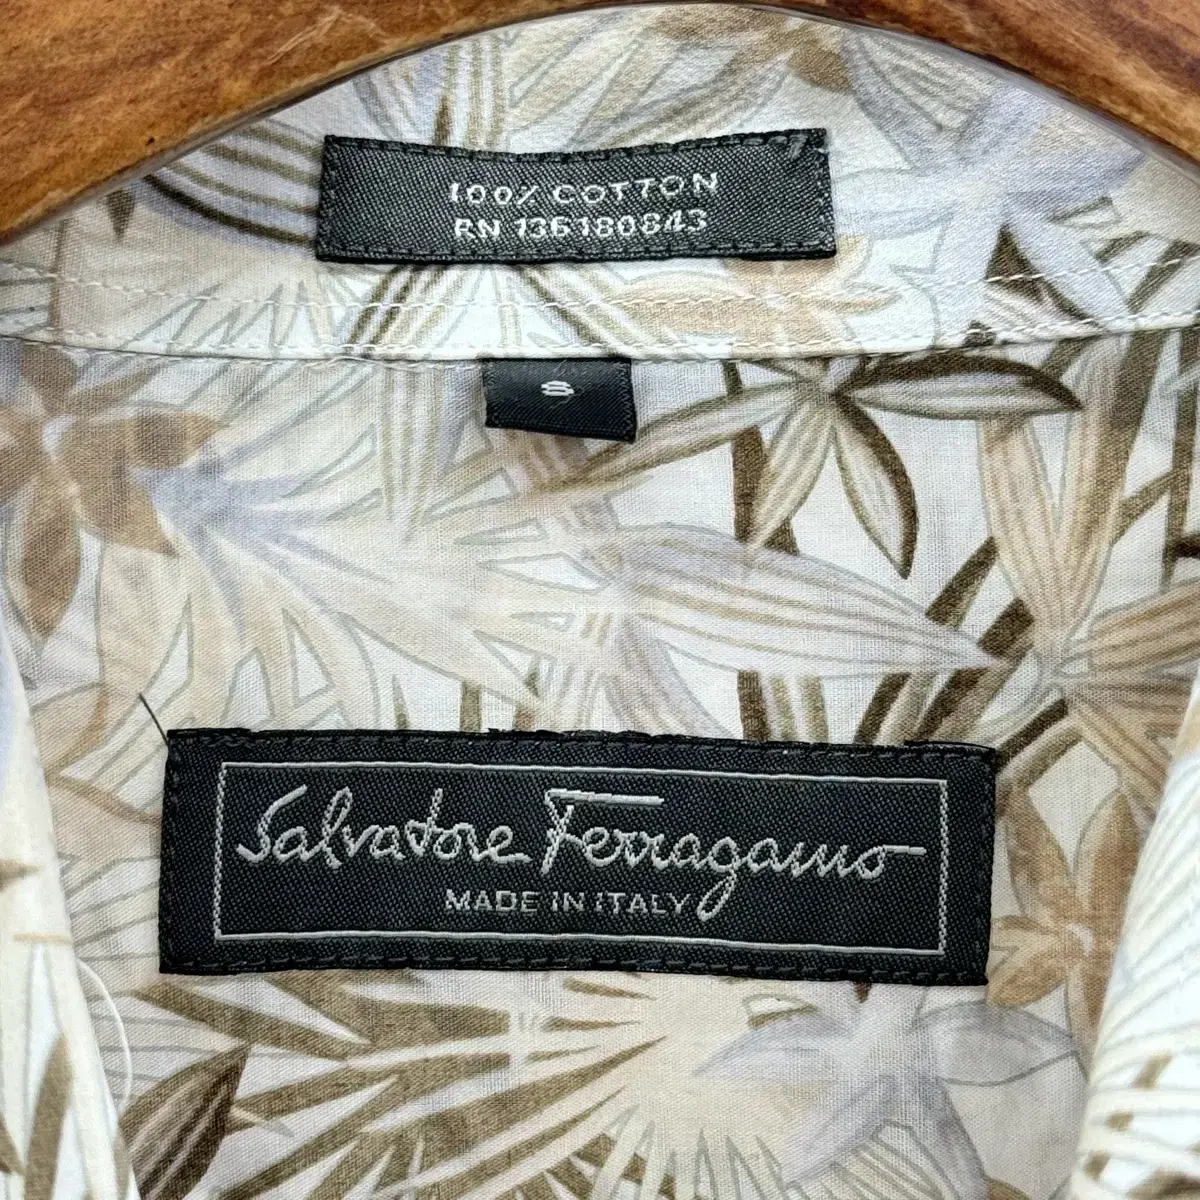 100% COTTON
RN 136180843
S
Salvatore Ferragamo
MADE IN ITALY